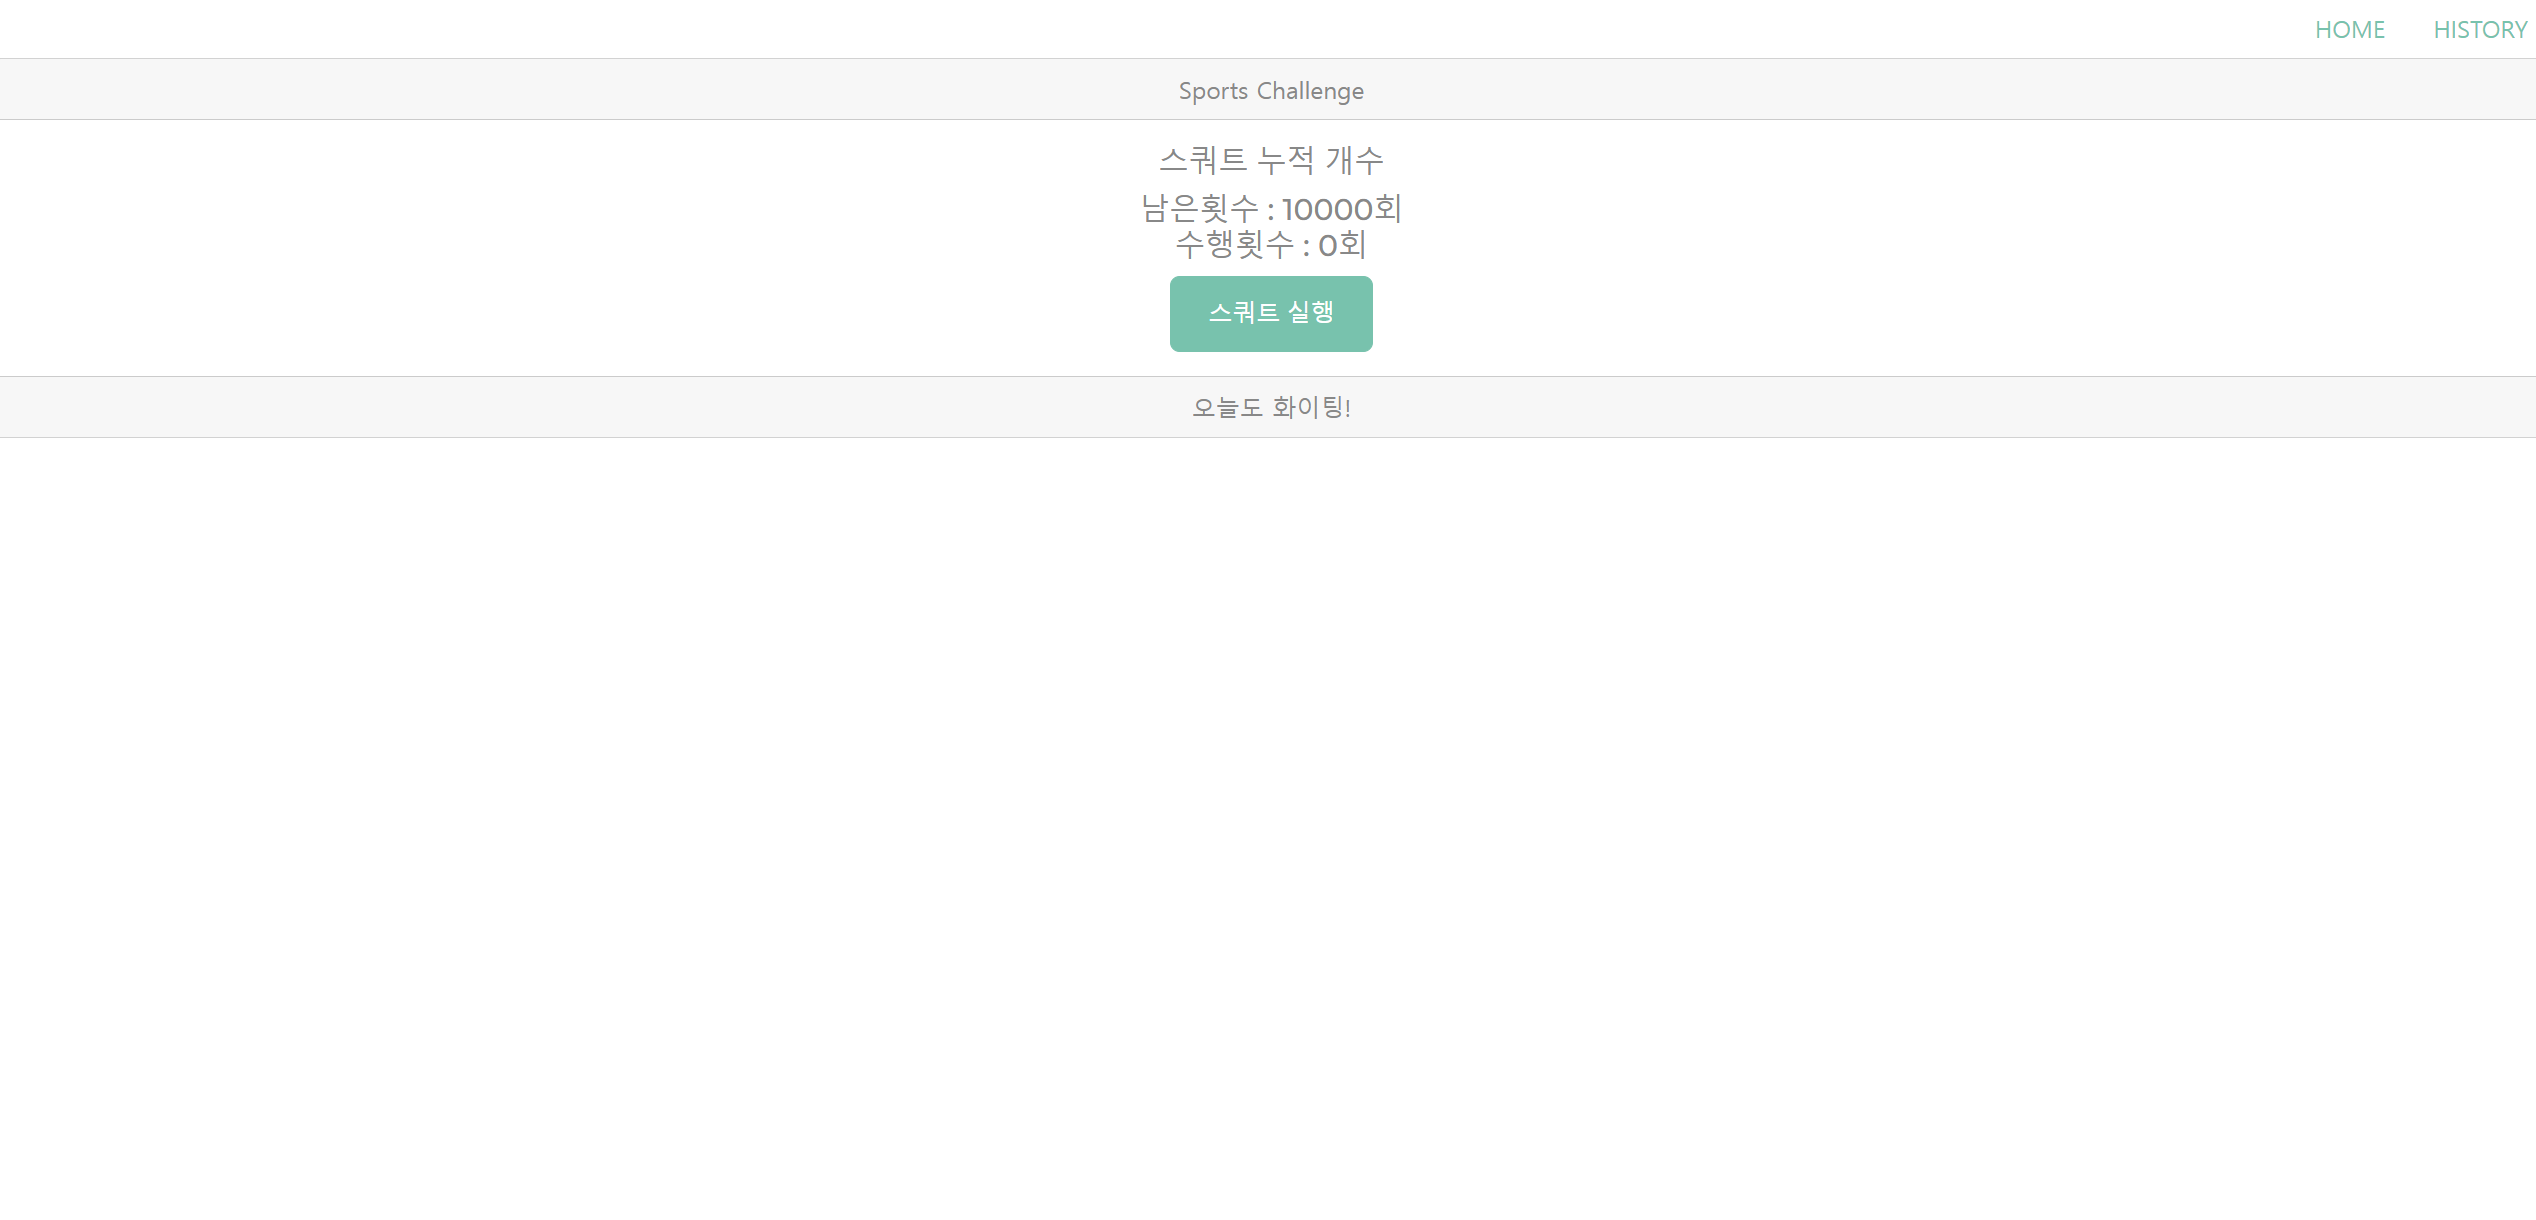 HOME HISTORY
Sports Challenge
스쿼트 누적 개수
남은횟수 : 10000회
수행횟수 : 0회
스쿼트 실행
오늘도 화이팅!